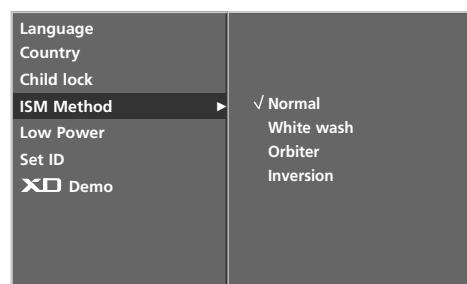 Language
Country
Child lock
ISM Method ▶
Low Power
Set ID
XD Demo
√ Normal
White wash
Orbiter
Inversion